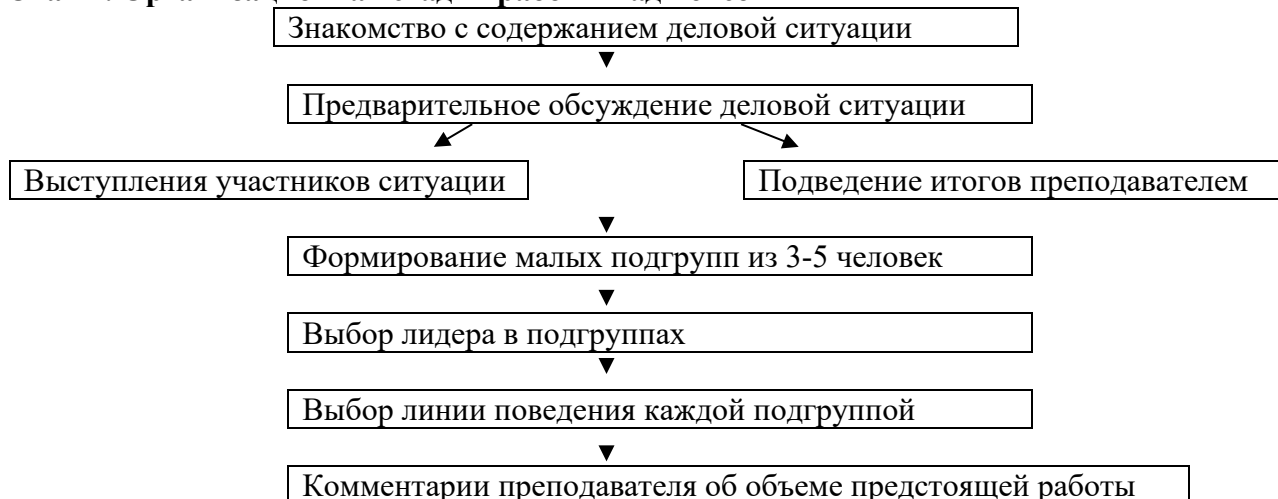 Знакомство с содержанием деловой ситуации
Предварительное обсуждение деловой ситуации
Выступления участников ситуации
Подведение итогов преподавателем
Формирование малых подгрупп из 3-5 человек
Выбор лидера в подгруппах
Выбор линии поведения каждой подгруппой
Комментарии преподавателя об объеме предстоящей работы